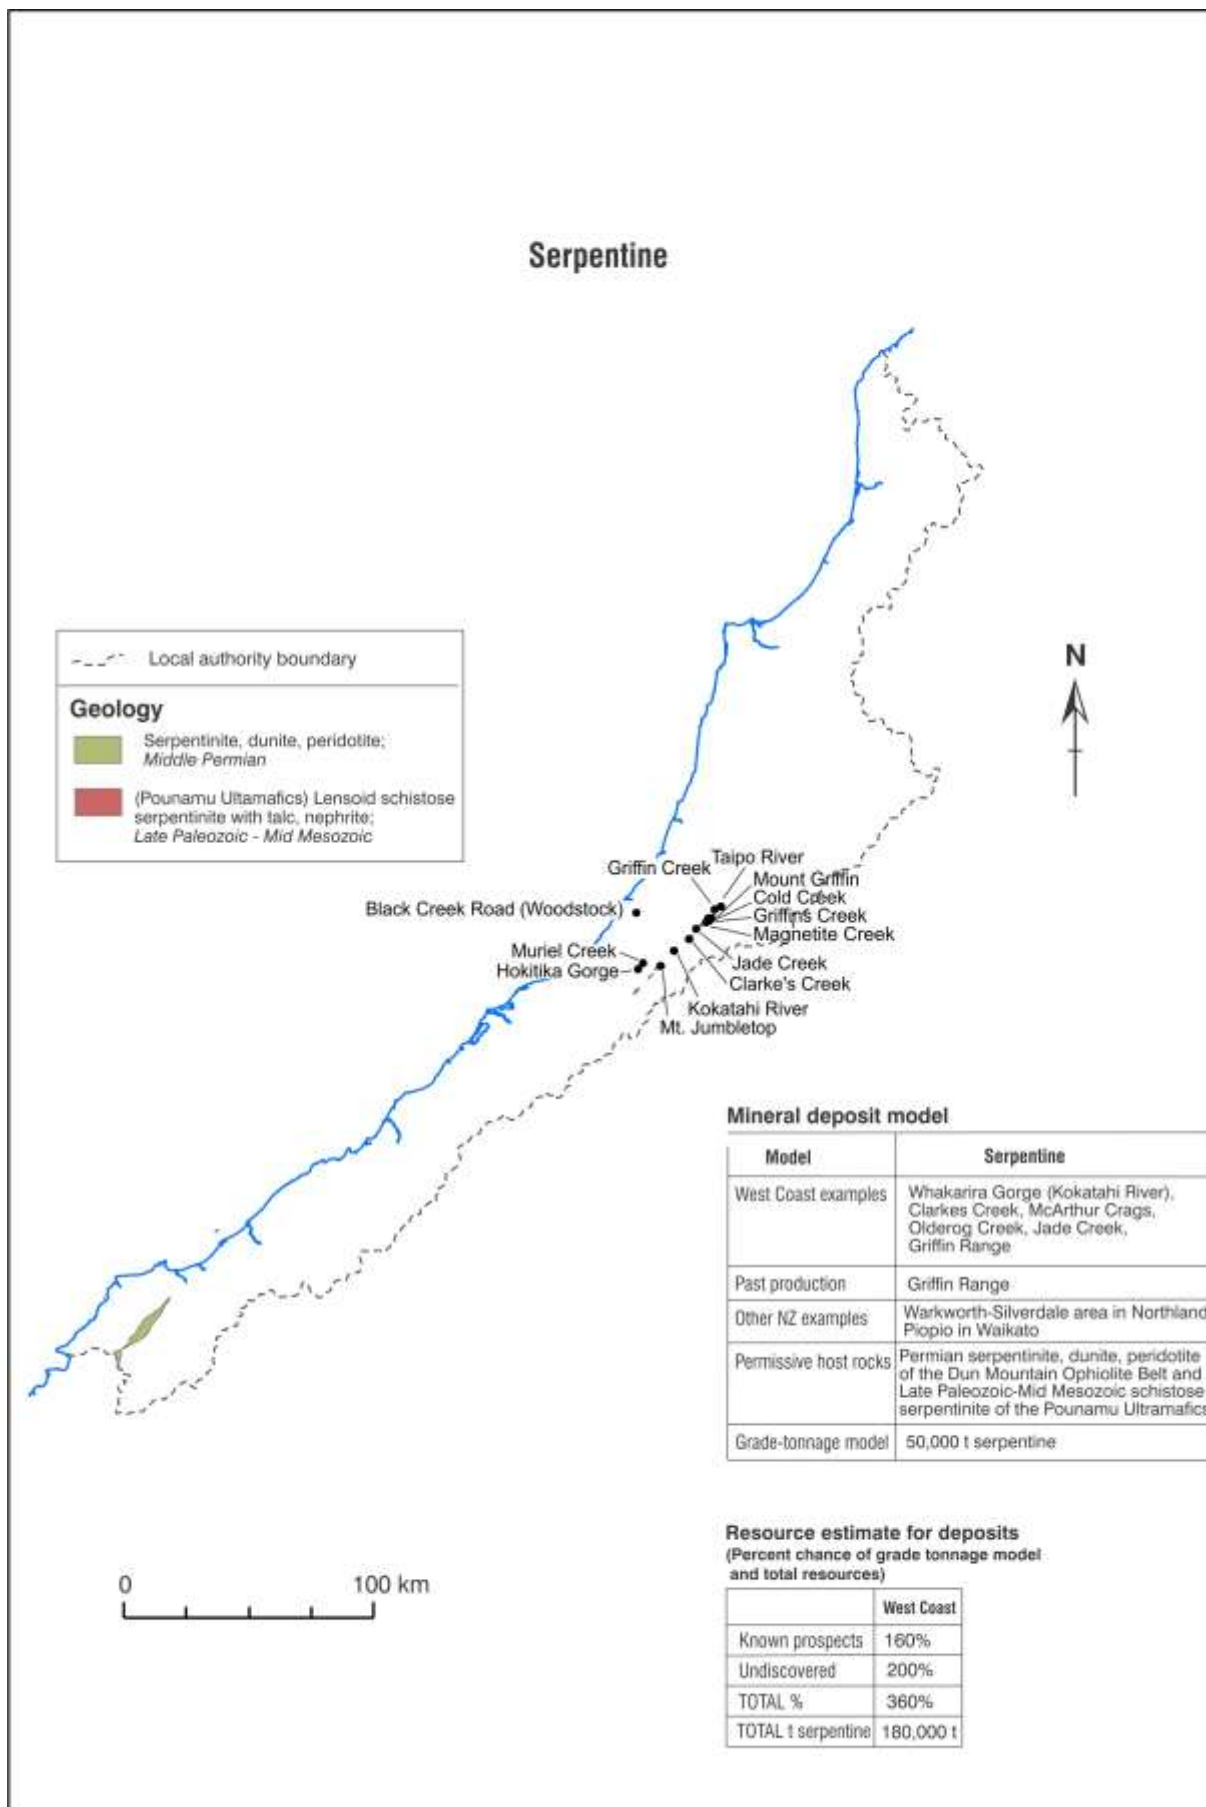 Serpentine
Local authority boundary
Geology
Serpentinite, dunite, peridotite;
Middle Permian
(Pounamu Ultamafics) Lensoid schistose
serpentinite with talc, nephrite;
Late Paleozoic - Mid Mesozoic
N
Taipo River
Griffin Creek
Mount Griffin
Cold Creek
Black Creek Road (Woodstock)
Griffins Creek
Magnetite Creek
Muriel Creek
Jade Creek
Hokitika Gorge
Clarke's Creek
Kokatahi River
Mt. Jumbletop
Mineral deposit model
Model Serpentine
West Coast examples Whakarira Gorge (Kokatahi River),
Clarkes Creek, McArthur Crags,
Olderog Creek, Jade Creek,
Griffin Range
Past production Griffin Range
Other NZ examples Warkworth-Silverdale area in Northland
Piopio in Waikato
Permissive host rocks Permian serpentinite, dunite, peridotite
of the Dun Mountain Ophiolite Belt and
Late Paleozoic-Mid Mesozoic schistose
serpentinite of the Pounamu Ultramafics
Grade-tonnage model 50,000 t serpentine
Resource estimate for deposits
(Percent chance of grade tonnage model
and total resources)
West Coast
Known prospects 160%
Undiscovered 200%
TOTAL % 360%
TOTAL t serpentine 180,000 t
0 100 km